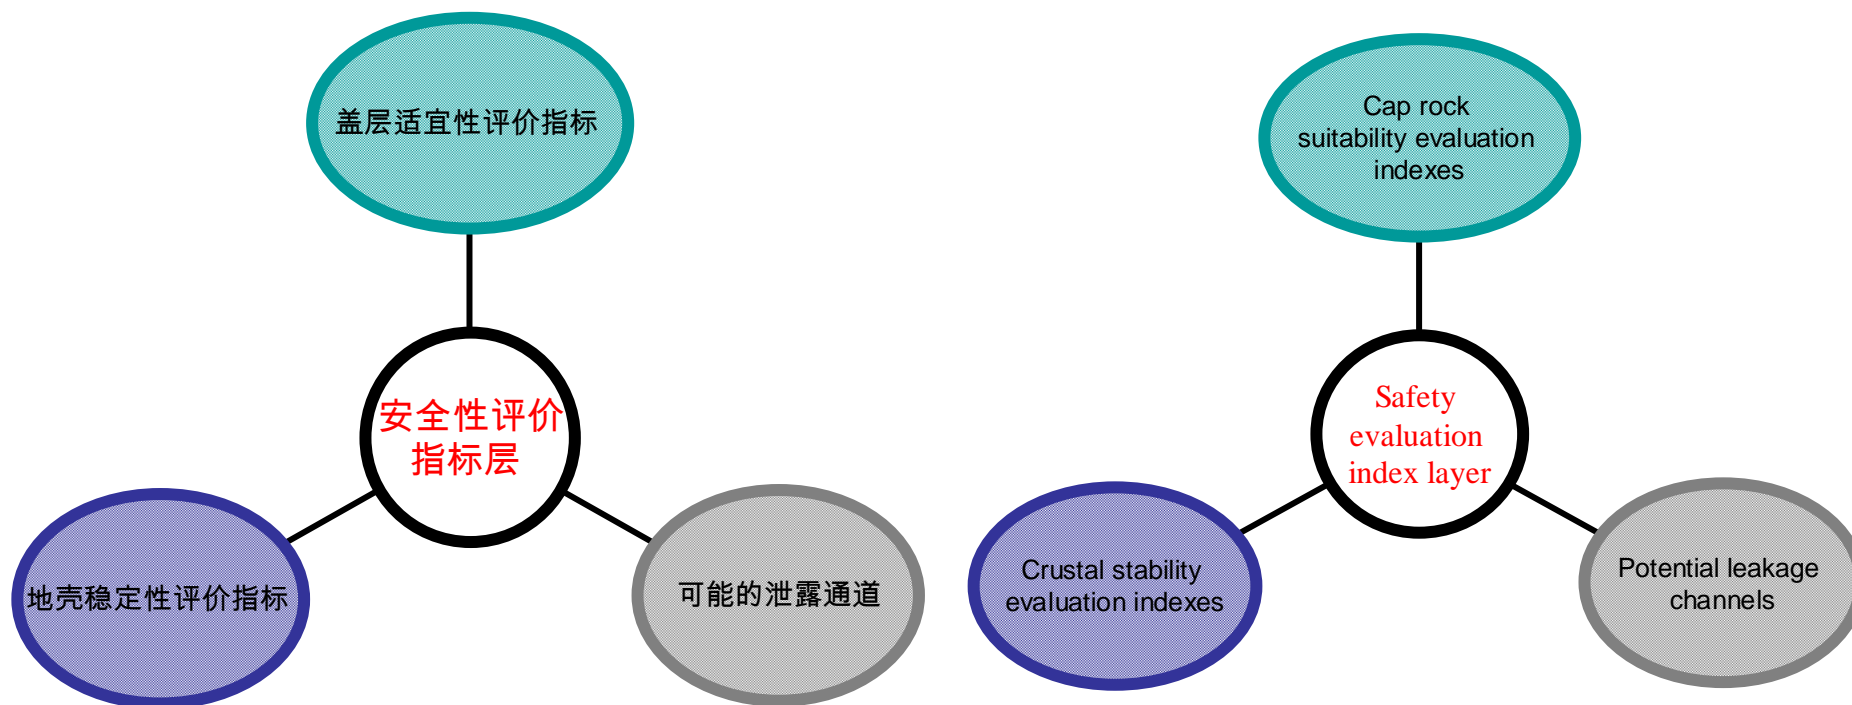 盖层适宜性评价指标
安全性评价
指标层
地壳稳定性评价指标
可能的泄露通道
Cap rock
suitability evaluation
indexes
Safety
evaluation
index layer
Crustal stability
evaluation indexes
Potential leakage
channels